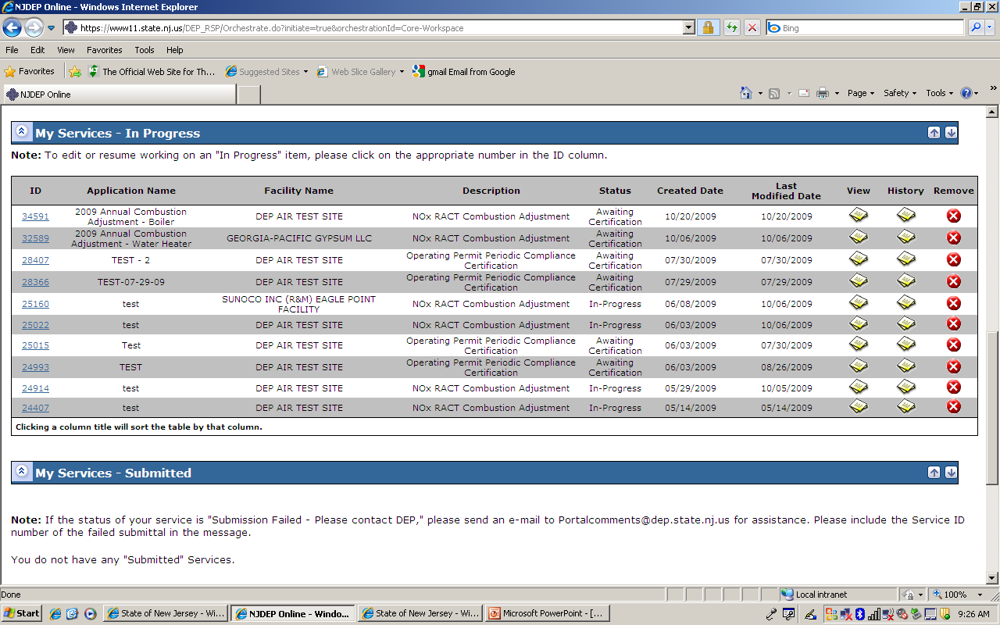 NJDEP Online - Windows Internet Explorer
https://www11.state.nj.us/DEP_RSP/Orchestrate.do?initiate=true&orchestrationId=Core-Workspace
Bing
File Edit View Favorites Tools Help
Favorites The Official Web Site for Th... Suggested Sites Web Slice Gallery gmail Email from Google
NJDEP Online
Page Safety Tools
My Services - In Progress
Note: To edit or resume working on an "In Progress" item, please click on the appropriate number in the ID column.
ID Application Name Facility Name Description Status Created Date Last Modified Date View History Remove
34591 2009 Annual Combustion Adjustment - Boiler DEP AIR TEST SITE NOx RACT Combustion Adjustment Awaiting Certification 10/20/2009 10/20/2009
32589 2009 Annual Combustion Adjustment - Water Heater GEORGIA-PACIFIC GYPSUM LLC NOx RACT Combustion Adjustment Awaiting Certification 10/06/2009 10/06/2009
28407 TEST - 2 DEP AIR TEST SITE Operating Permit Periodic Compliance Certification Awaiting Certification 07/30/2009 07/30/2009
28366 TEST-07-29-09 DEP AIR TEST SITE Operating Permit Periodic Compliance Certification Awaiting Certification 07/29/2009 07/29/2009
25160 test SUNOCO INC (R&M) EAGLE POINT FACILITY NOx RACT Combustion Adjustment In-Progress 06/08/2009 10/06/2009
25022 test DEP AIR TEST SITE NOx RACT Combustion Adjustment In-Progress 06/03/2009 10/06/2009
25015 Test DEP AIR TEST SITE Operating Permit Periodic Compliance Certification Awaiting Certification 06/03/2009 07/30/2009
24993 TEST DEP AIR TEST SITE Operating Permit Periodic Compliance Certification Awaiting Certification 06/03/2009 08/26/2009
24914 test DEP AIR TEST SITE NOx RACT Combustion Adjustment In-Progress 05/29/2009 10/05/2009
24407 test DEP AIR TEST SITE NOx RACT Combustion Adjustment In-Progress 05/14/2009 05/14/2009
Clicking a column title will sort the table by that column.
My Services - Submitted
Note: If the status of your service is "Submission Failed - Please contact DEP," please send an e-mail to Portalcomments@dep.state.nj.us for assistance. Please include the Service ID
number of the failed submittal in the message.
You do not have any "Submitted" Services.
Done Local intranet 100%
Start State of New Jersey - Wi... NJDEP Online - Windo... State of New Jersey - Wi... Microsoft PowerPoint - [... 9:26 AM